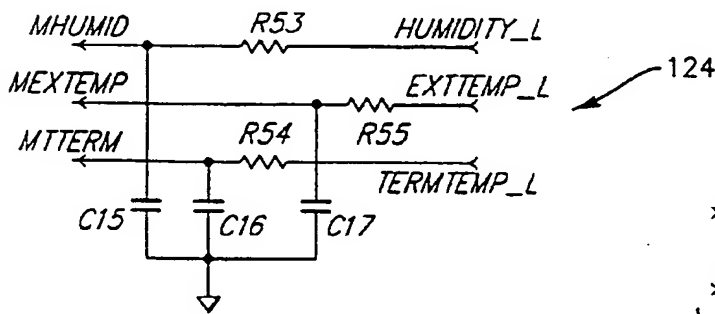 MHUMID R53 HUMIDITY_L
MEXTEMP EXTTEMP_L 124
MTTERM R54 R55
TERMTEMP_L
C15 C16 C17